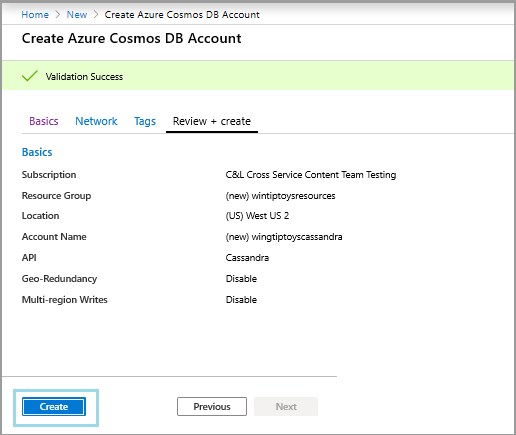 Home > New > Create Azure Cosmos DB Account
Create Azure Cosmos DB Account
Validation Success
Basics Network Tags Review + create
Basics
Subscription C&L Cross Service Content Team Testing
Resource Group (new) wintiptoysresources
Location (US) West US 2
Account Name (new) wingtiptoyscassandra
API Cassandra
Geo-Redundancy Disable
Multi-region Writes Disable
Create Previous Next